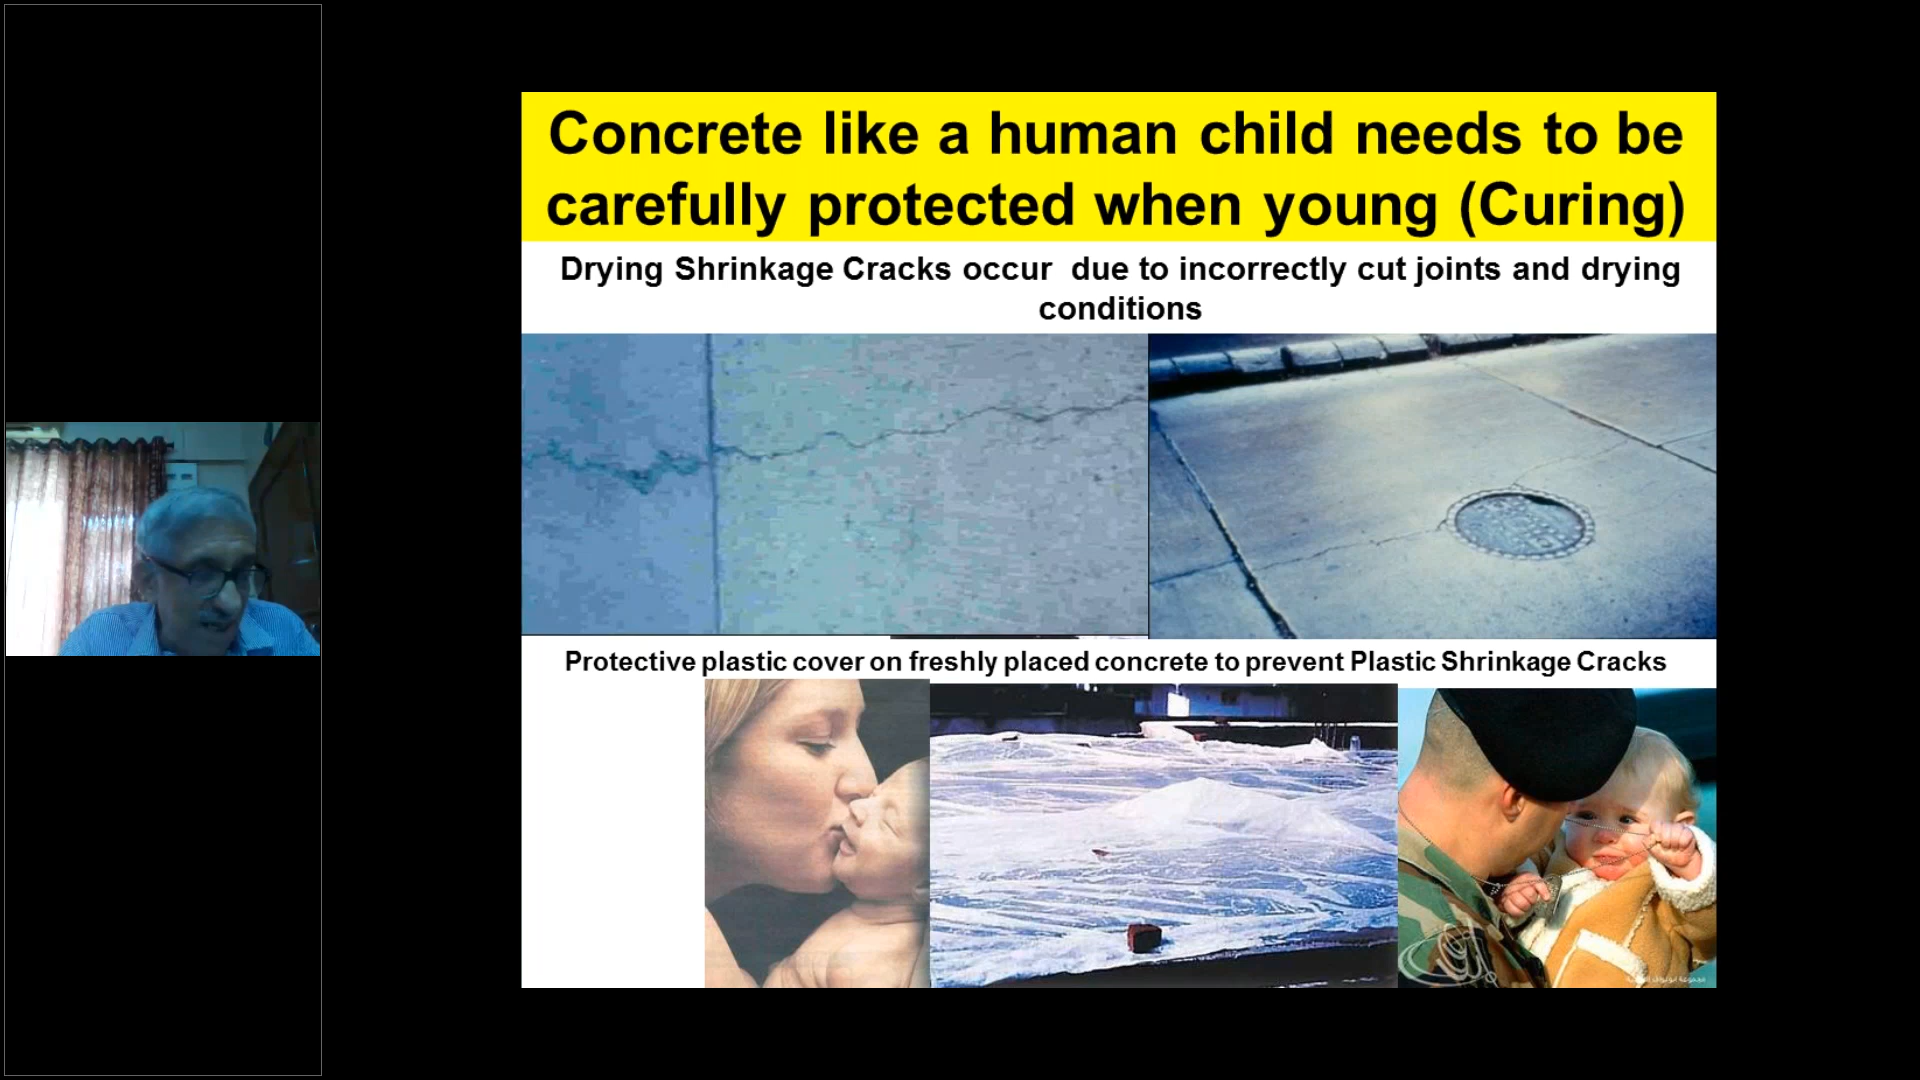 Concrete like a human child needs to be
carefully protected when young (Curing)
Drying Shrinkage Cracks occur due to incorrectly cut joints and drying
conditions
Protective plastic cover on freshly placed concrete to prevent Plastic Shrinkage Cracks